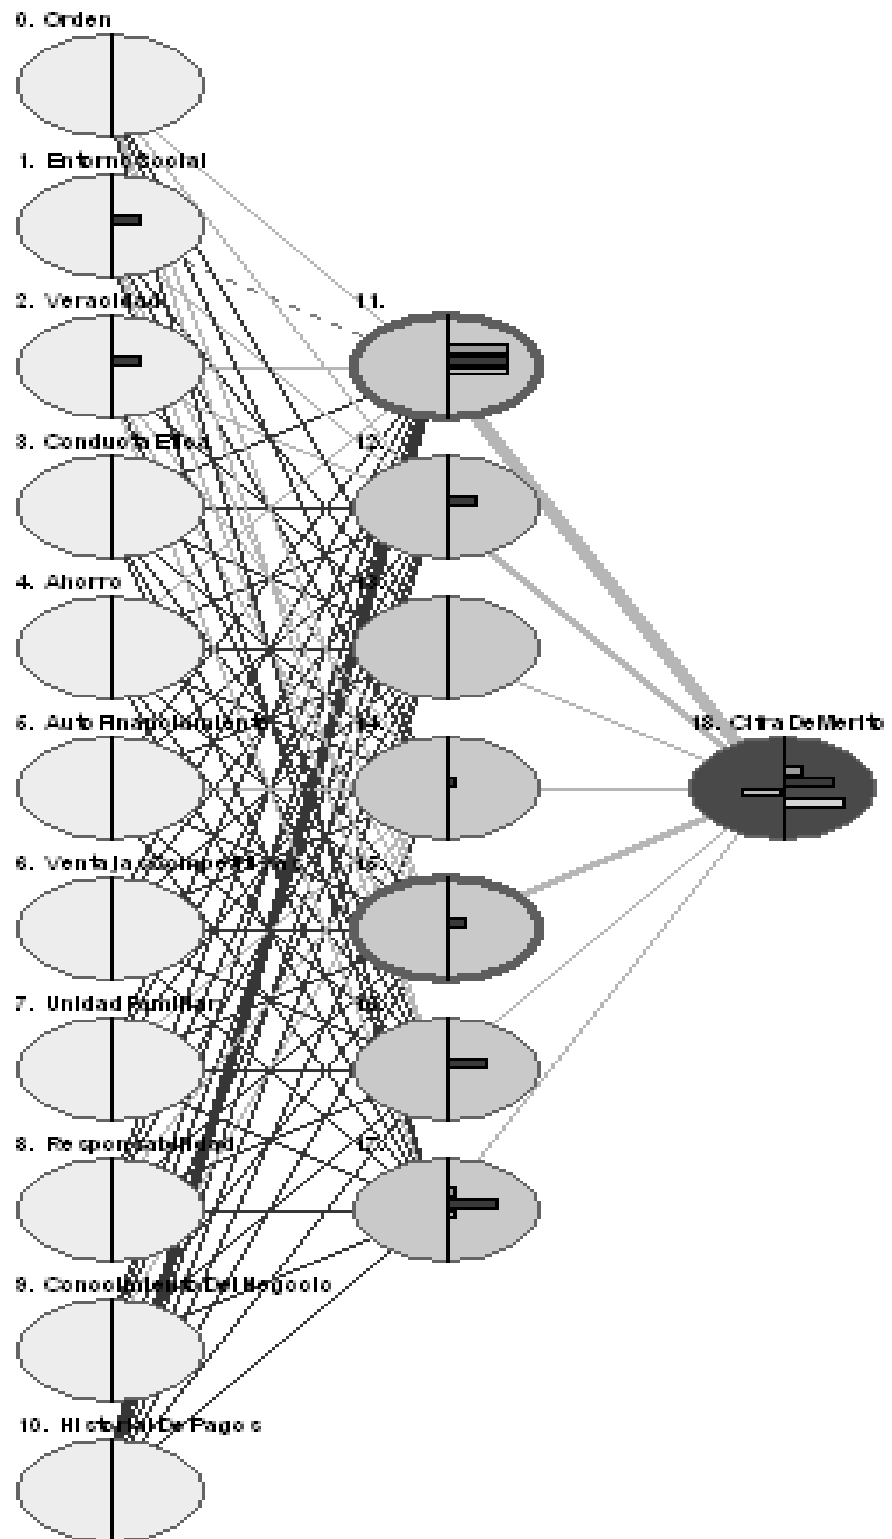 0. Orden
1. Entorno Social
2. Veracidad
11.
3. Conducta Etica
12.
4. Ahorro
13.
5. Auto Financiamiento
14.
18. Cifra De Merito
6. Ventajas Competitivas
15.
7. Unidad Familiar
16.
8. Responsabilidad
17.
9. Conocimiento Del Negocio
10. Historial De Pagos